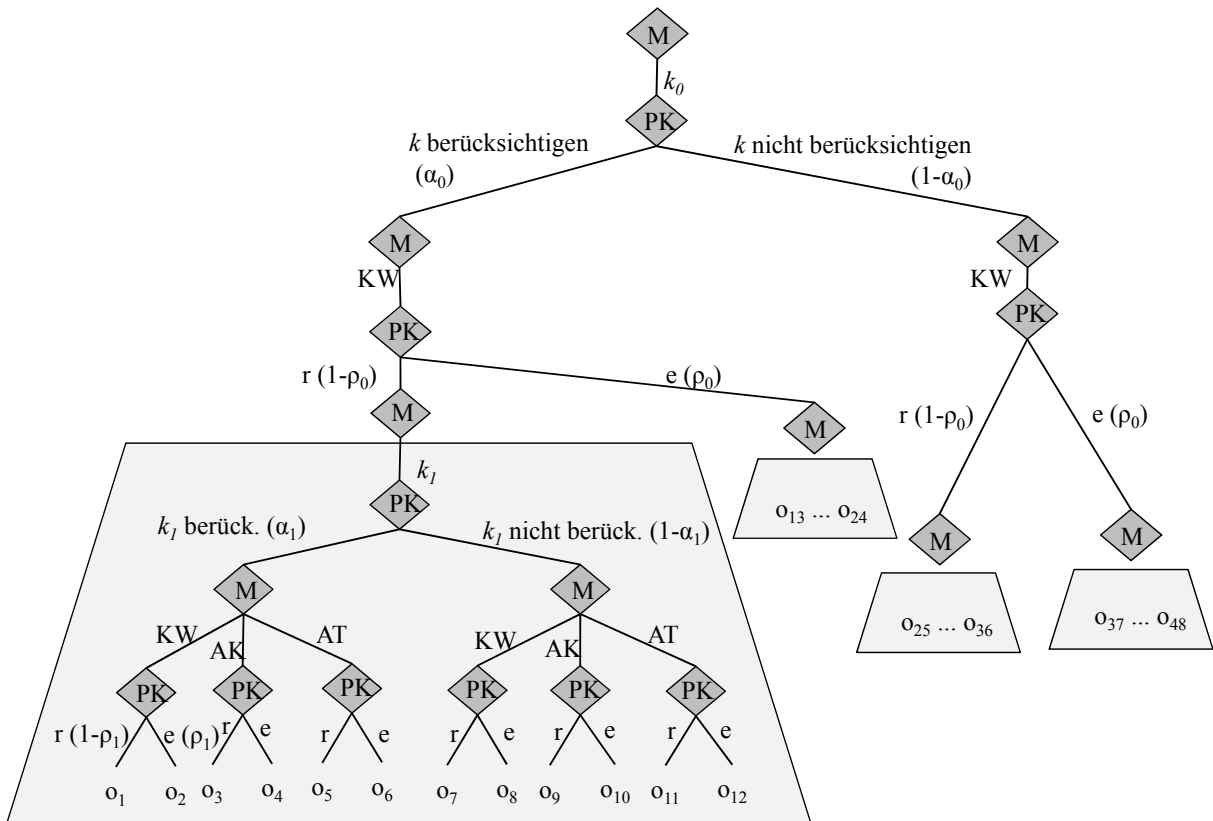 M
k₀
PK
k berücksichtigen
(α₀)
k nicht berücksichtigen
(1-α₀)
M
M
KW
KW
PK
PK
r (1-ρ₀)
e (ρ₀)
M
M
r (1-ρ₀)
e (ρ₀)
k₁
PK
o₁₃ ... o₂₄
k₁ berück. (α₁)
k₁ nicht berück. (1-α₁)
M
M
M
M
o₂₅ ... o₃₆
o₃₇ ... o₄₈
KW
AK
AT
KW
AK
AT
PK
PK
PK
PK
PK
PK
r (1-ρ₁)
e (ρ₁)
r
e
r
e
r
e
r
e
r
e
o₁
o₂
o₃
o₄
o₅
o₆
o₇
o₈
o₉
o₁₀
o₁₁
o₁₂